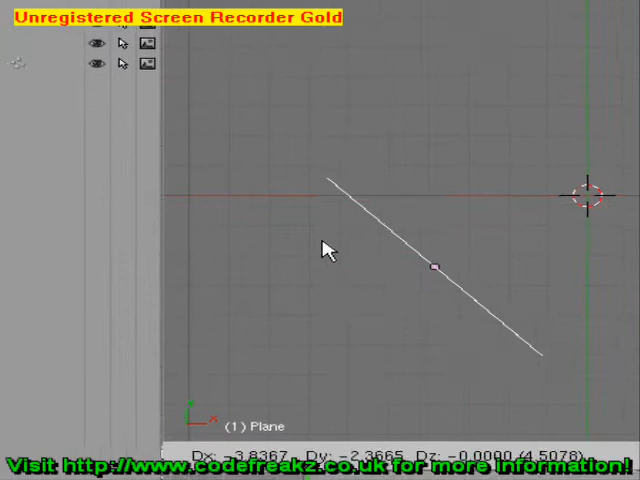 Unregistered Screen Recorder Gold
x
(1) Plane
Dx: -3.8367 Dy: -2.3665 Dz: -0.0000 (4.5078)
Visit http://www.codefreakz.co.uk for more information!